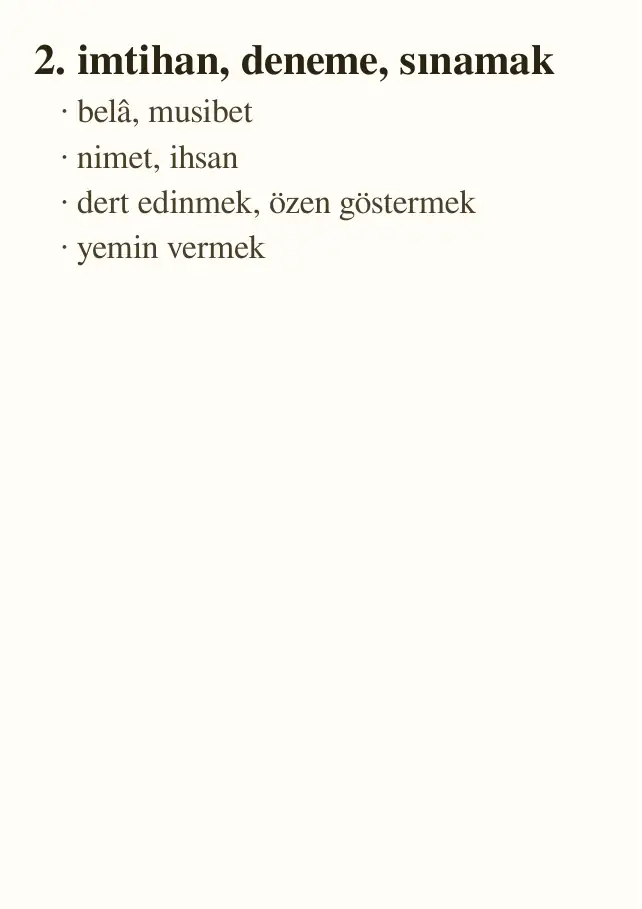 2. imtihan, deneme, sınamak
· belâ, musibet
· nimet, ihsan
· dert edinmek, özen göstermek
· yemin vermek